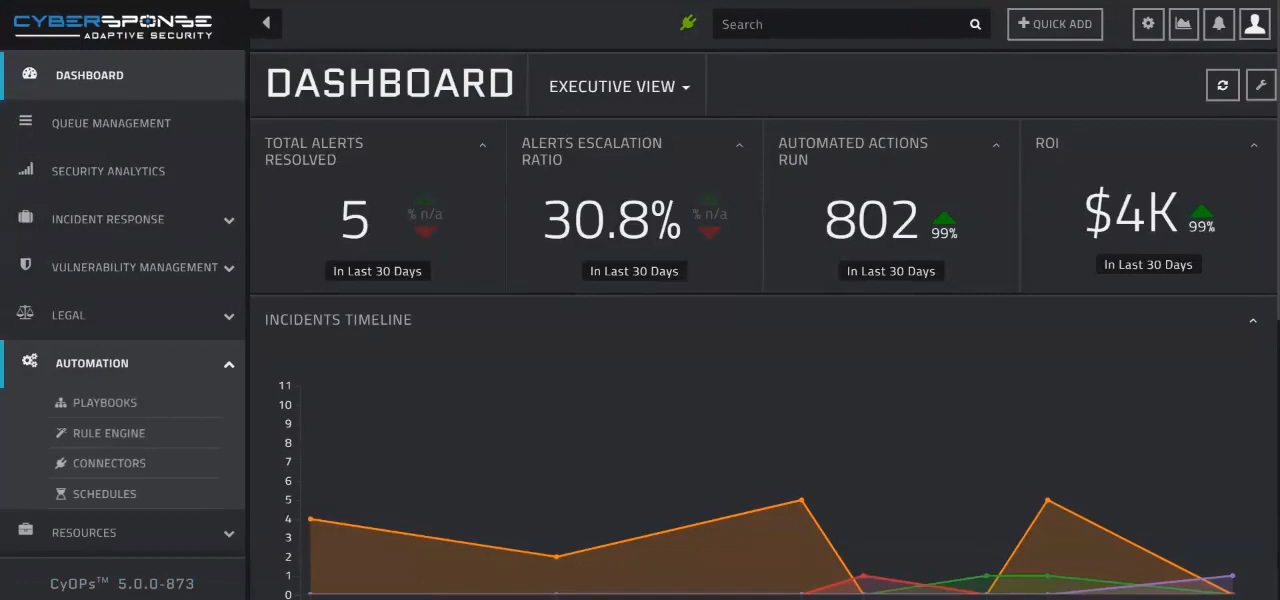 CYBERSPONSE
ADAPTIVE SECURITY
Search
QUICK ADD
DASHBOARD
QUEUE MANAGEMENT
SECURITY ANALYTICS
INCIDENT RESPONSE
VULNERABILITY MANAGEMENT
LEGAL
AUTOMATION
PLAYBOOKS
RULE ENGINE
CONNECTORS
SCHEDULES
RESOURCES
CyOPs™ 5.0.0-873
DASHBOARD
EXECUTIVE VIEW
TOTAL ALERTS
RESOLVED
5
% n/a
In Last 30 Days
ALERTS ESCALATION
RATIO
30.8%
% n/a
In Last 30 Days
AUTOMATED ACTIONS
RUN
802
99%
In Last 30 Days
ROI
$4K
99%
In Last 30 Days
INCIDENTS TIMELINE
11
10
9
8
7
6
5
4
3
2
1
0